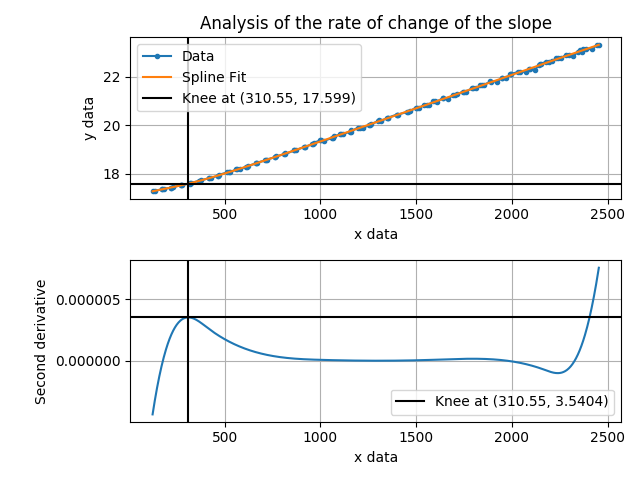 Analysis of the rate of change of the slope
Data
Spline Fit
Knee at (310.55, 17.599)
22
20
18
y data
500 1000 1500 2000 2500
x data
0.000005
0.000000
Second derivative
Knee at (310.55, 3.5404)
500 1000 1500 2000 2500
x data